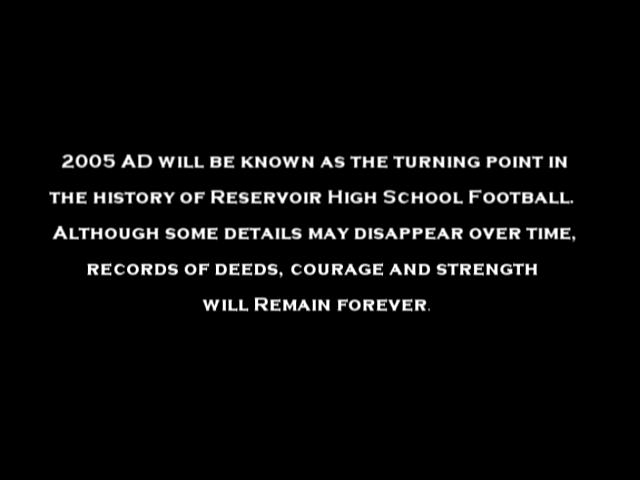 2005 AD WILL BE KNOWN AS THE TURNING POINT IN
THE HISTORY OF RESERVOIR HIGH SCHOOL FOOTBALL.
ALTHOUGH SOME DETAILS MAY DISAPPEAR OVER TIME,
RECORDS OF DEEDS, COURAGE AND STRENGTH
WILL REMAIN FOREVER.